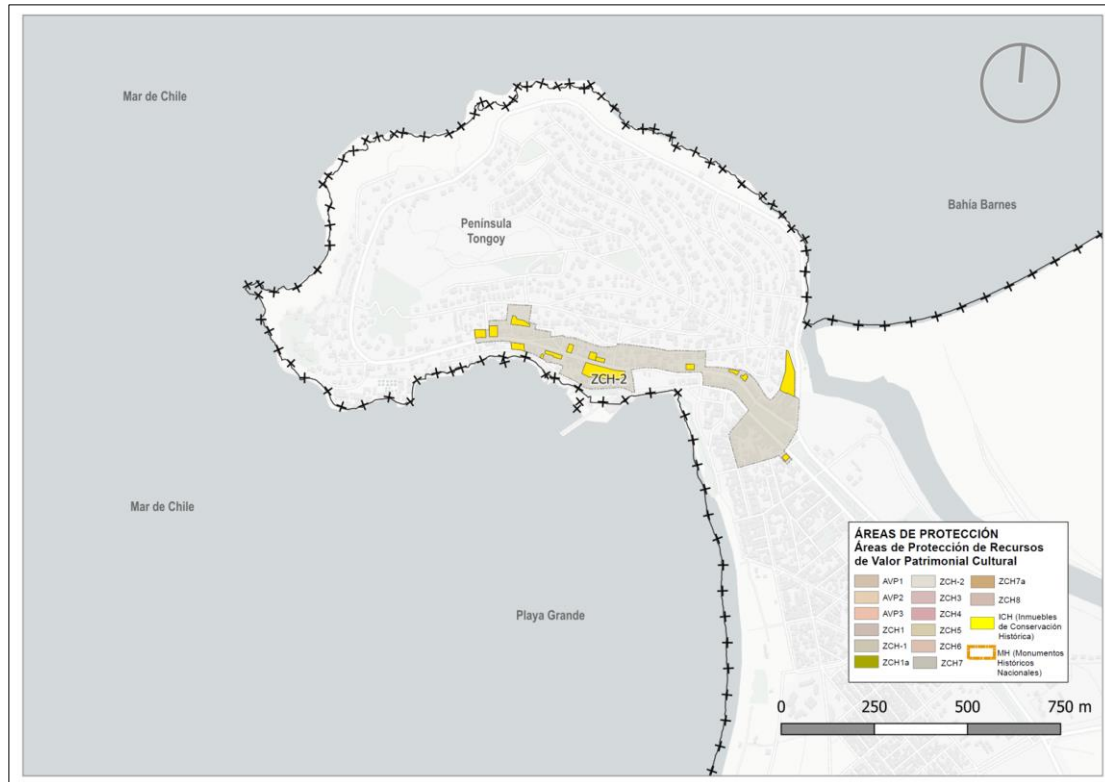 Mar de Chile
Bahía Barnes
Península
Tongoy
ZCH-2
Mar de Chile
Playa Grande
ÁREAS DE PROTECCIÓN
Áreas de Protección de Recursos
de Valor Patrimonial Cultural
AVP1
AVP2
AVP3
ZCH1
ZCH-1
ZCH1a
ZCH-2
ZCH3
ZCH4
ZCH5
ZCH6
ZCH7
ZCH7a
ZCH8
ICH (Inmuebles
de Conservación
Histórica)
MH (Monumentos
Históricos
Nacionales)
0 250 500 750 m